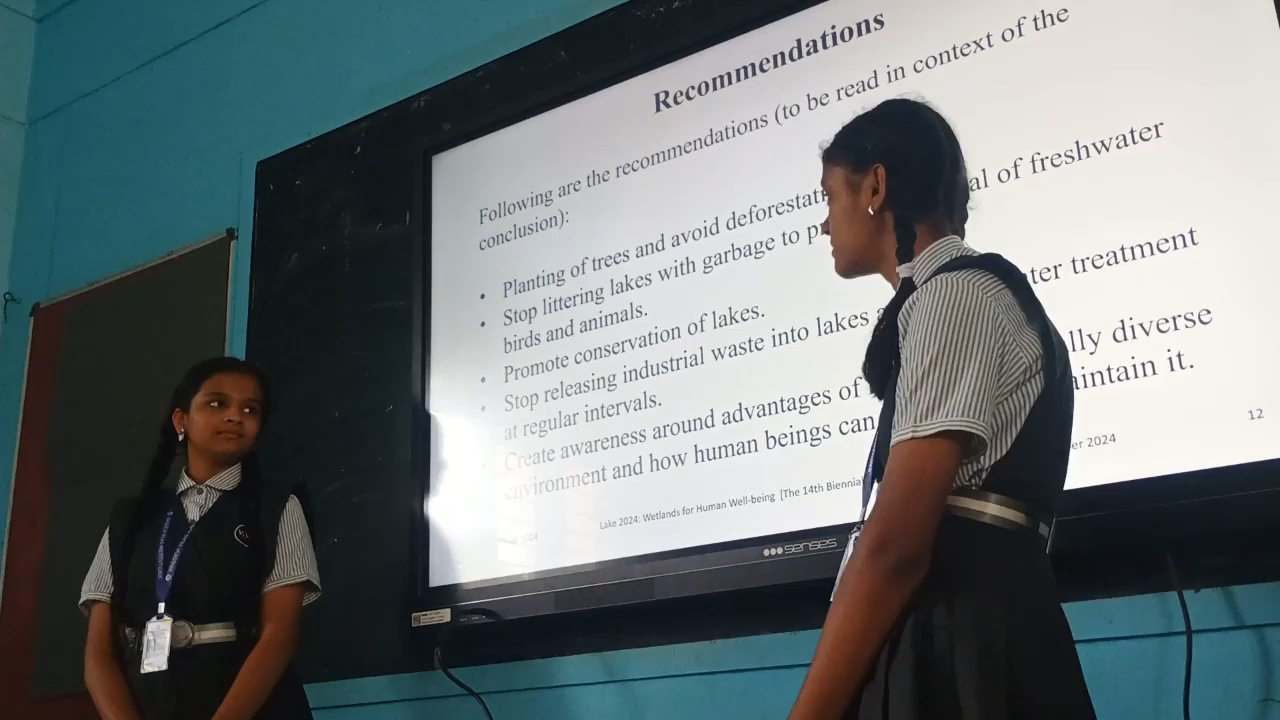 Recommendations
Following are the recommendations (to be read in context of the
conclusion):
• Planting of trees and avoid deforestat
• Stop littering lakes with garbage to p al of freshwater
birds and animals.
• Promote conservation of lakes.
• Stop releasing industrial waste into lakes a ter treatment
at regular intervals.
• Create awareness around advantages of lly diverse
environment and how human beings can aintain it.
Lake 2024: Wetlands for Human Well-being [The 14th Biennial er 2024
12
senses